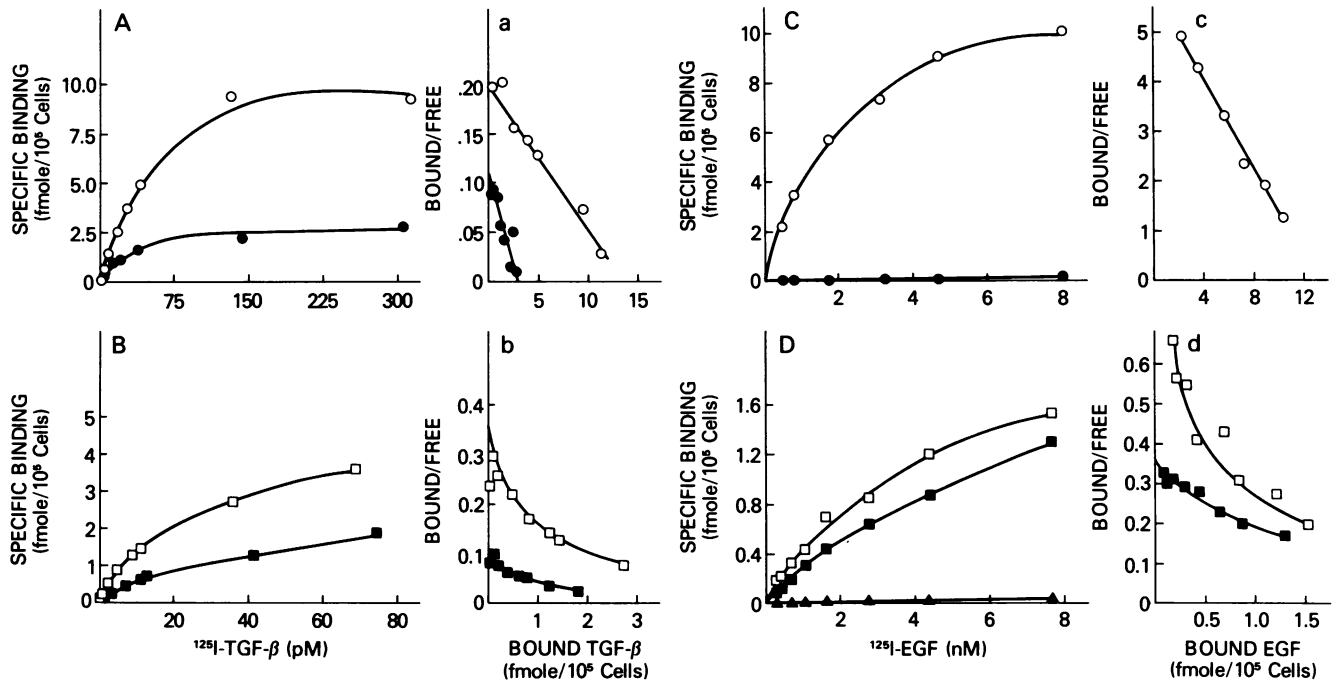 A
SPECIFIC BINDING
(fmole/10⁵ Cells)
10.0
7.5
5.0
2.5
0
75
150
225
300
a
BOUND/FREE
.20
.15
.10
.05
0
5
10
15
C
SPECIFIC BINDING
(fmole/10⁵ Cells)
10
8
6
4
2
0
2
4
6
8
c
BOUND/FREE
5
4
3
2
1
0
4
8
12
B
SPECIFIC BINDING
(fmole/10⁵ Cells)
5
4
3
2
1
0
20
40
60
80
¹²⁵I-TGF-β (pM)
b
BOUND/FREE
0.4
0.3
0.2
0.1
0
1
2
3
BOUND TGF-β
(fmole/10⁵ Cells)
D
SPECIFIC BINDING
(fmole/10⁵ Cells)
1.6
1.2
0.8
0.4
0
2
4
6
8
¹²⁵I-EGF (nM)
d
BOUND/FREE
0.6
0.5
0.4
0.3
0.2
0.1
0
0.5
1.0
1.5
BOUND EGF
(fmole/10⁵ Cells)